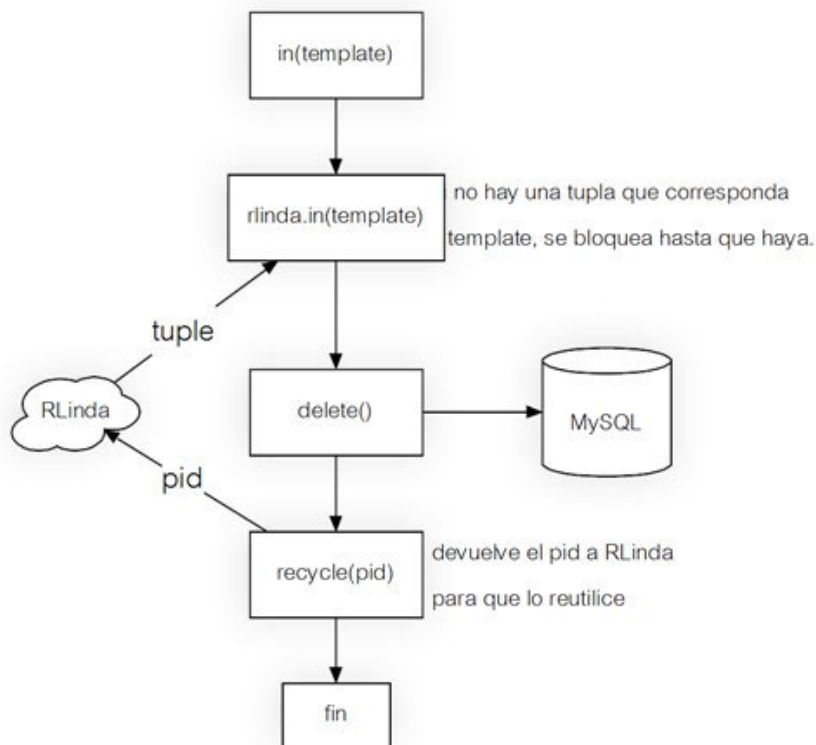 in(template)
rlinda.in(template)
no hay una tupla que corresponda
template, se bloquea hasta que haya.
tuple
RLinda
delete()
MySQL
pid
recycle(pid)
devuelve el pid a RLinda
para que lo reutilice
fin